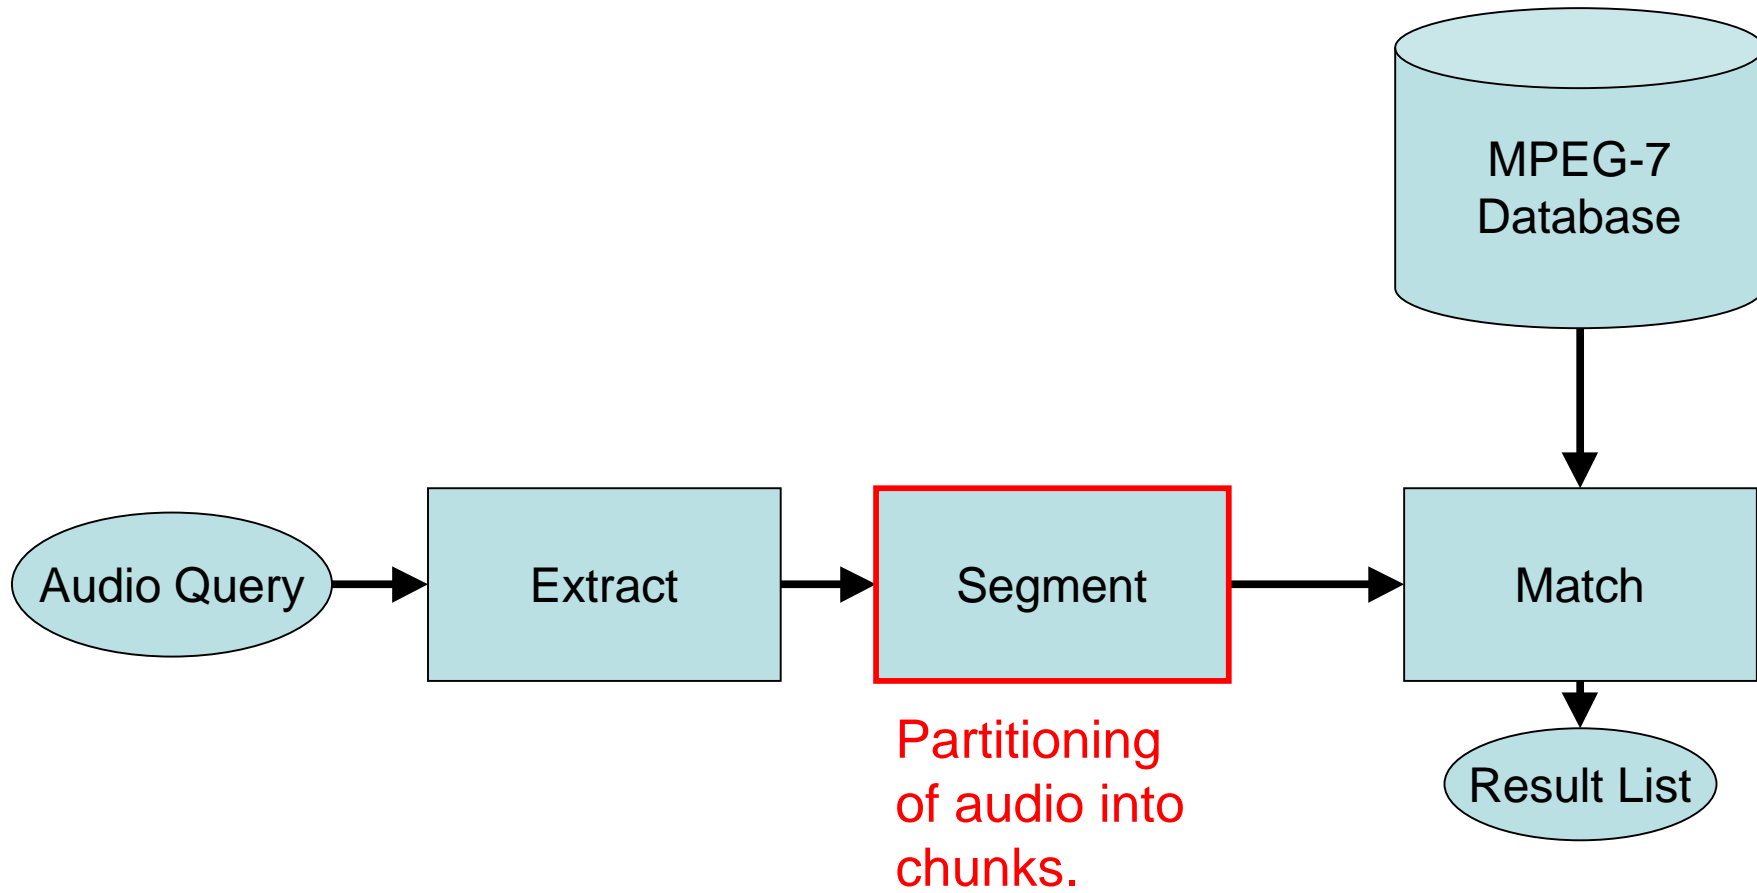 MPEG-7
Database
Audio Query
Extract
Segment
Match
Partitioning
of audio into
chunks.
Result List